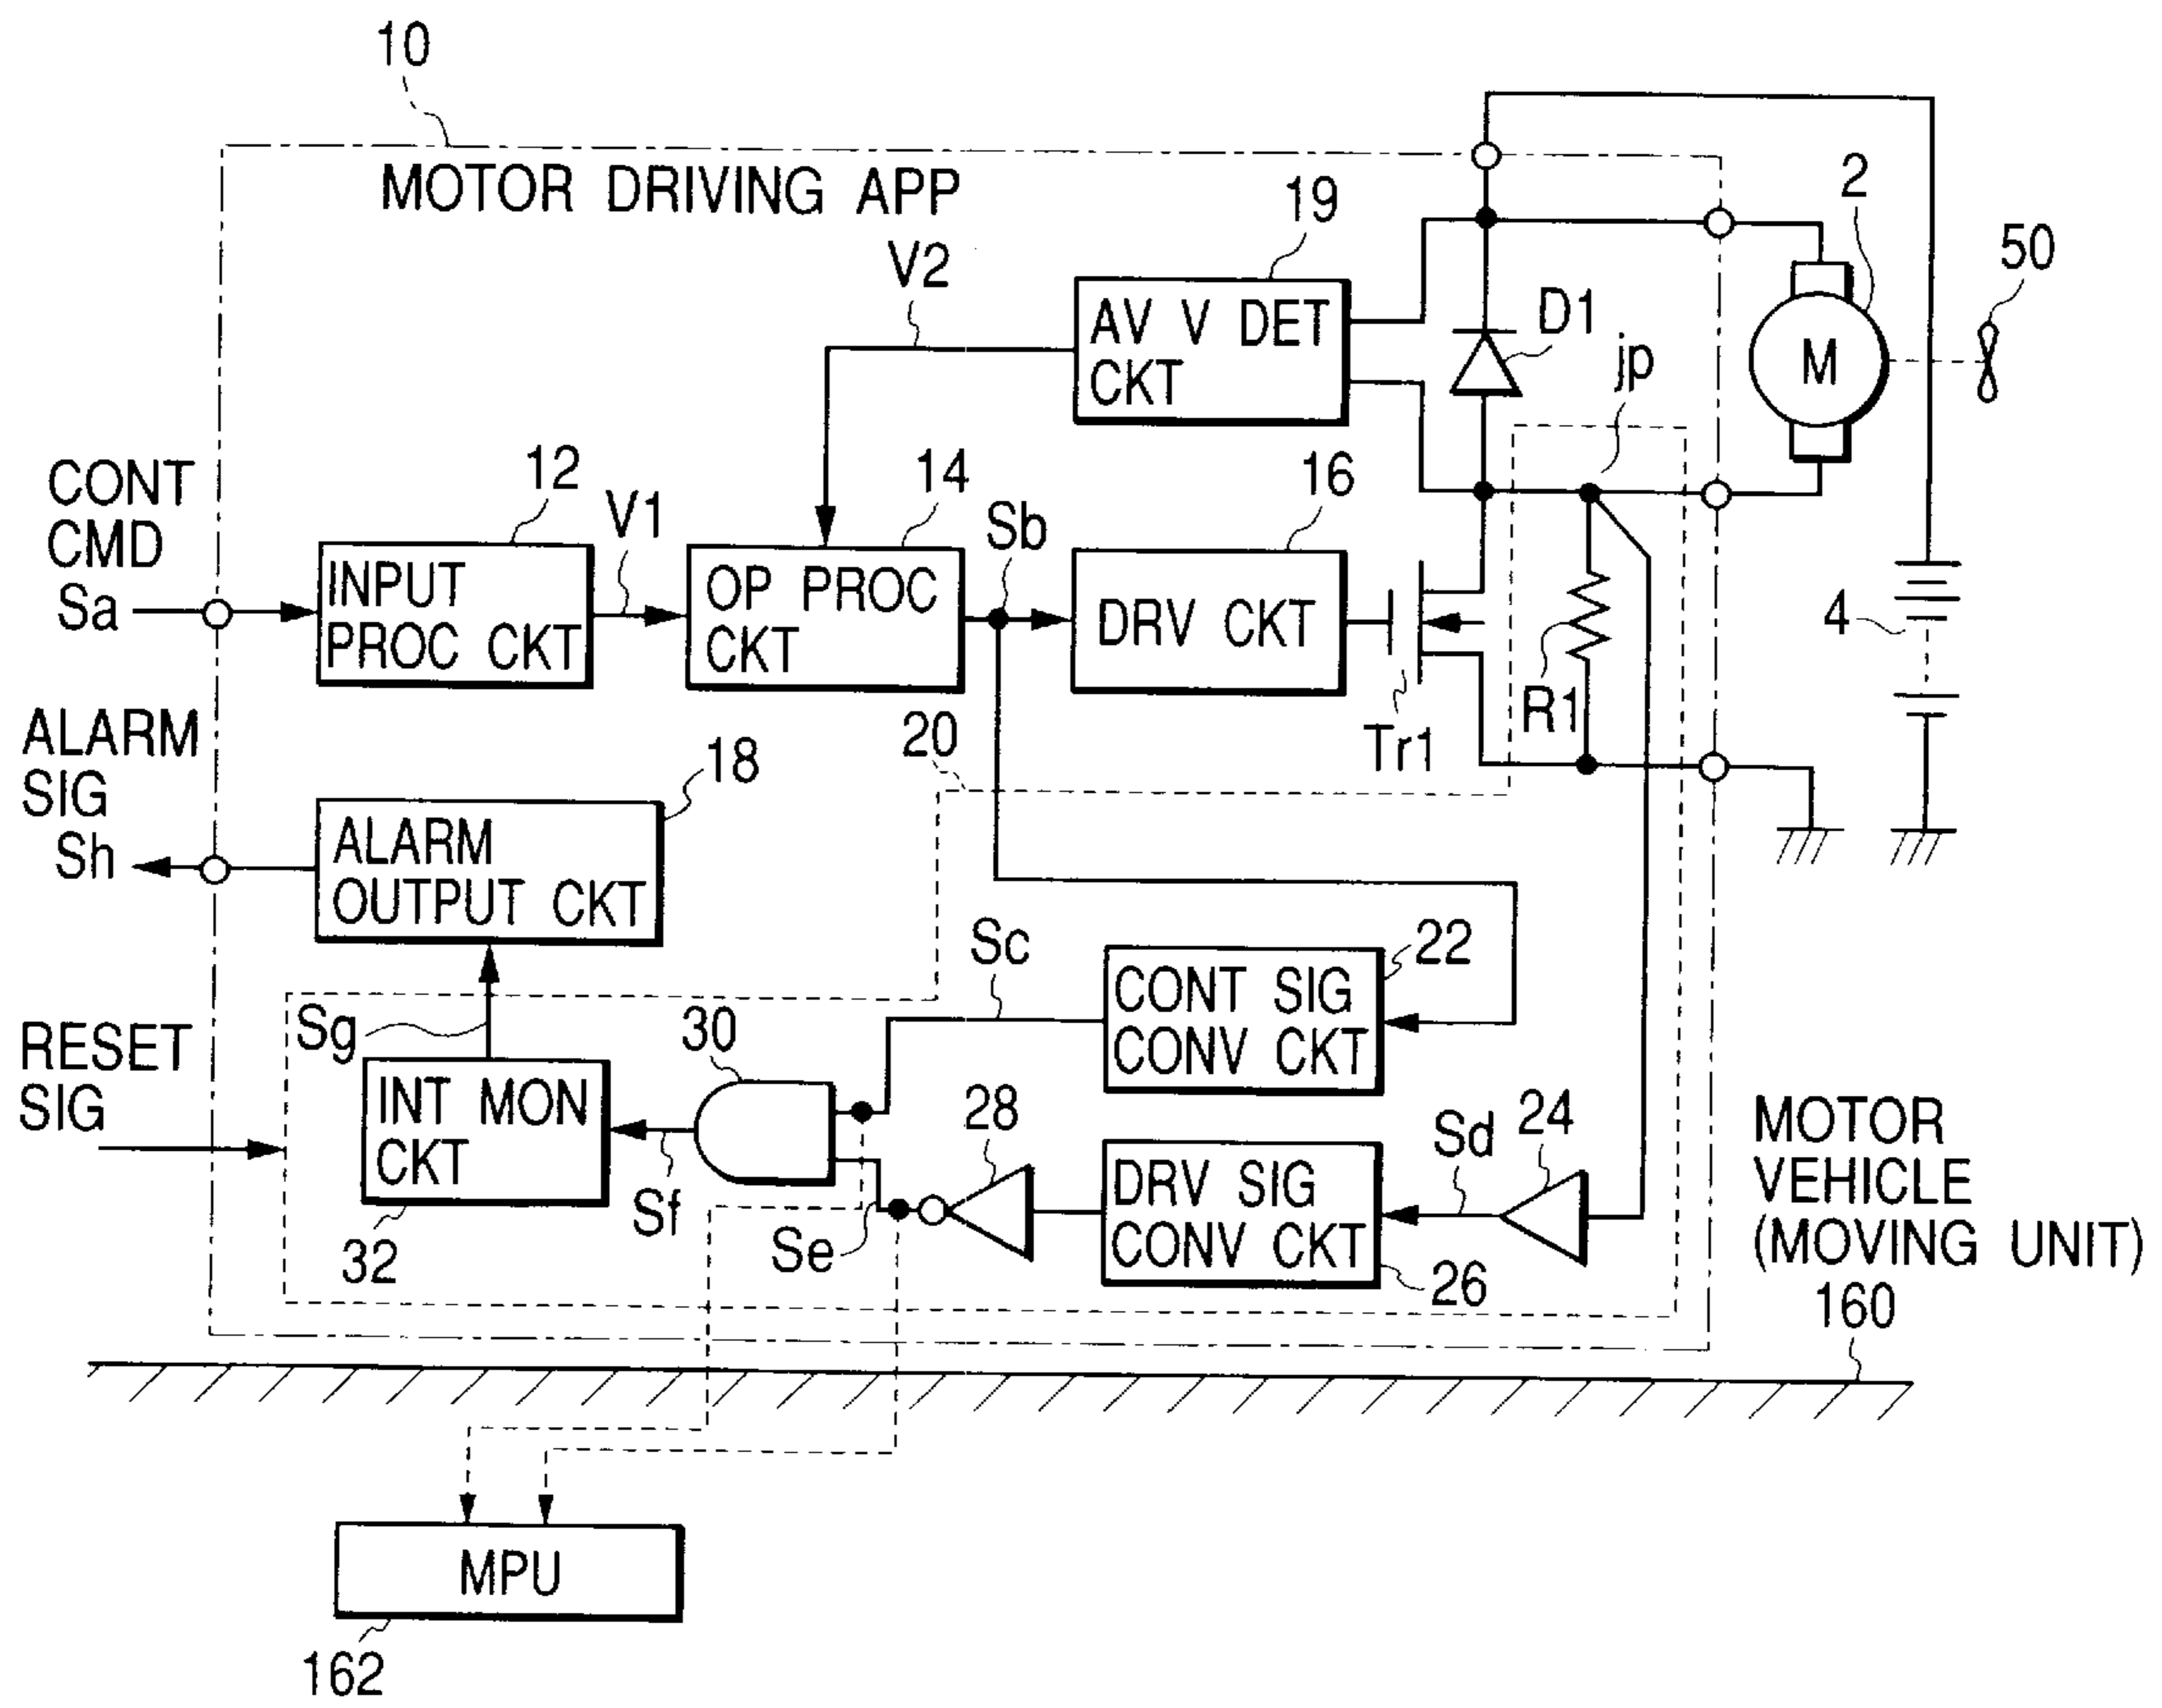 10
MOTOR DRIVING APP
19
2
50
V2
AV V DET
CKT
D1
jp
M
CONT
CMD
Sa
12
V1
14
Sb
16
INPUT
PROC CKT
OP PROC
CKT
DRV CKT
4
R1
Tr1
20
ALARM
SIG
Sh
18
ALARM
OUTPUT CKT
Sc
22
CONT SIG
CONV CKT
RESET
SIG
Sg
30
INT MON
CKT
28
Sd
24
Sf
Se
DRV SIG
CONV CKT
32
26
MOTOR
VEHICLE
(MOVING UNIT)
160
MPU
162